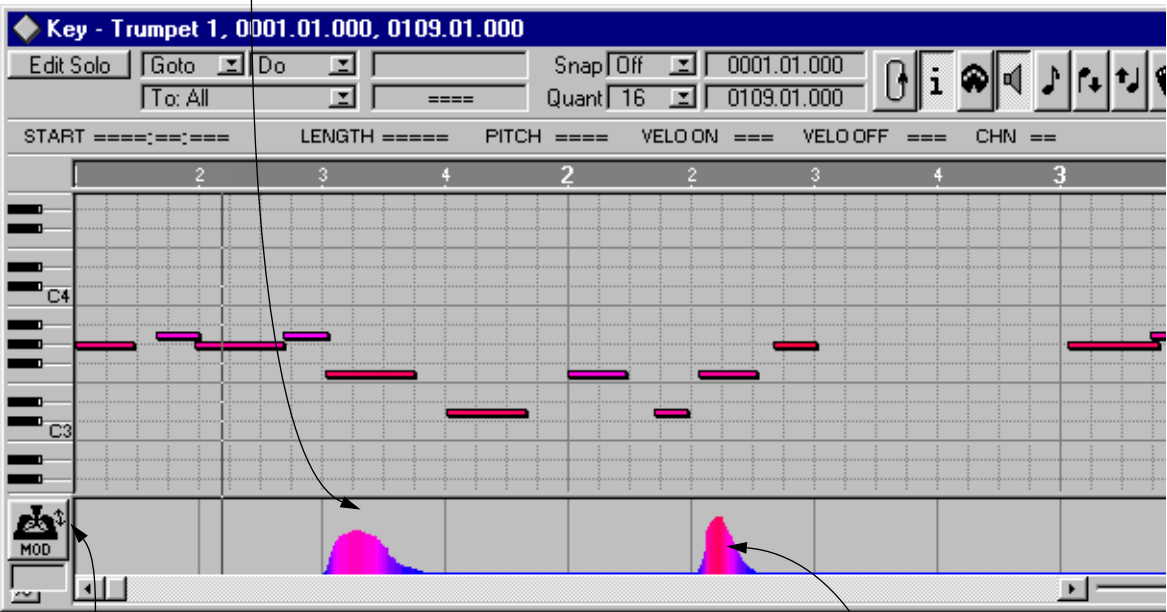 Key - Trumpet 1, 0001.01.000, 0109.01.000
Edit Solo Goto Do Snap Off 0001.01.000
To: All ==== Quant 16 0109.01.000
START ====:==:=== LENGTH ===== PITCH ==== VELO ON === VELO OFF === CHN ==
2 3 4 2 2 3 4 3
C4
C3
MOD